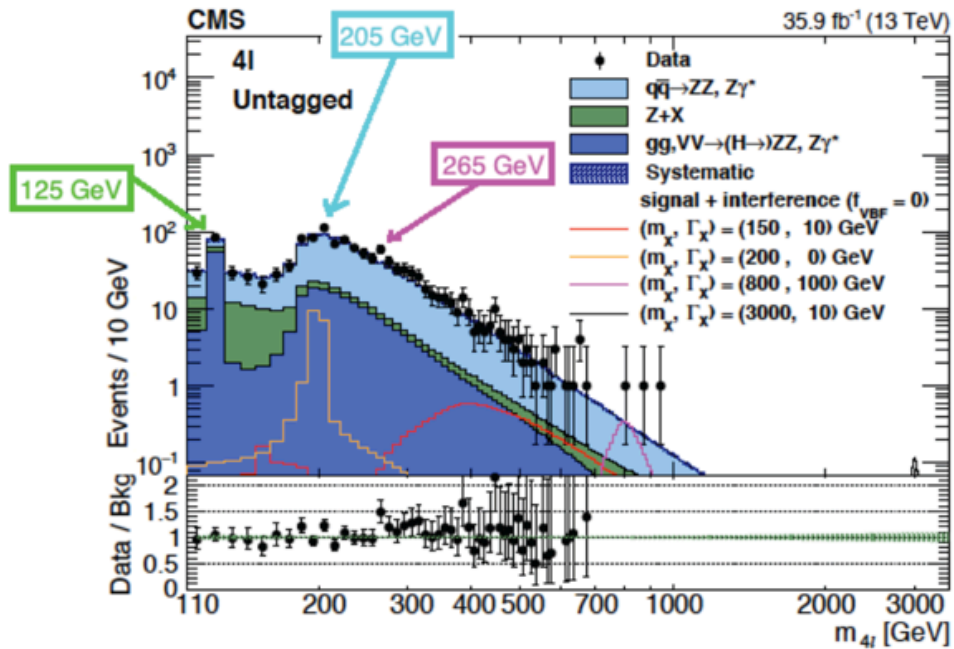 CMS 35.9 fb⁻¹ (13 TeV)
205 GeV
4l
Untagged
125 GeV
265 GeV
Data
qq̄→ZZ, Zγ*
Z+X
gg,VV→(H→)ZZ, Zγ*
Systematic
signal + interference (f_VBF = 0)
(m_X, Γ_X) = (150 , 10) GeV
(m_X, Γ_X) = (200 , 0) GeV
(m_X, Γ_X) = (800 , 100) GeV
(m_X, Γ_X) = (3000, 10) GeV
Events / 10 GeV
10⁴
10³
10²
10
1
10⁻¹
Data / Bkg
2
1.5
1
0.5
0
110 200 300 400 500 700 1000 2000 3000
m_4l [GeV]